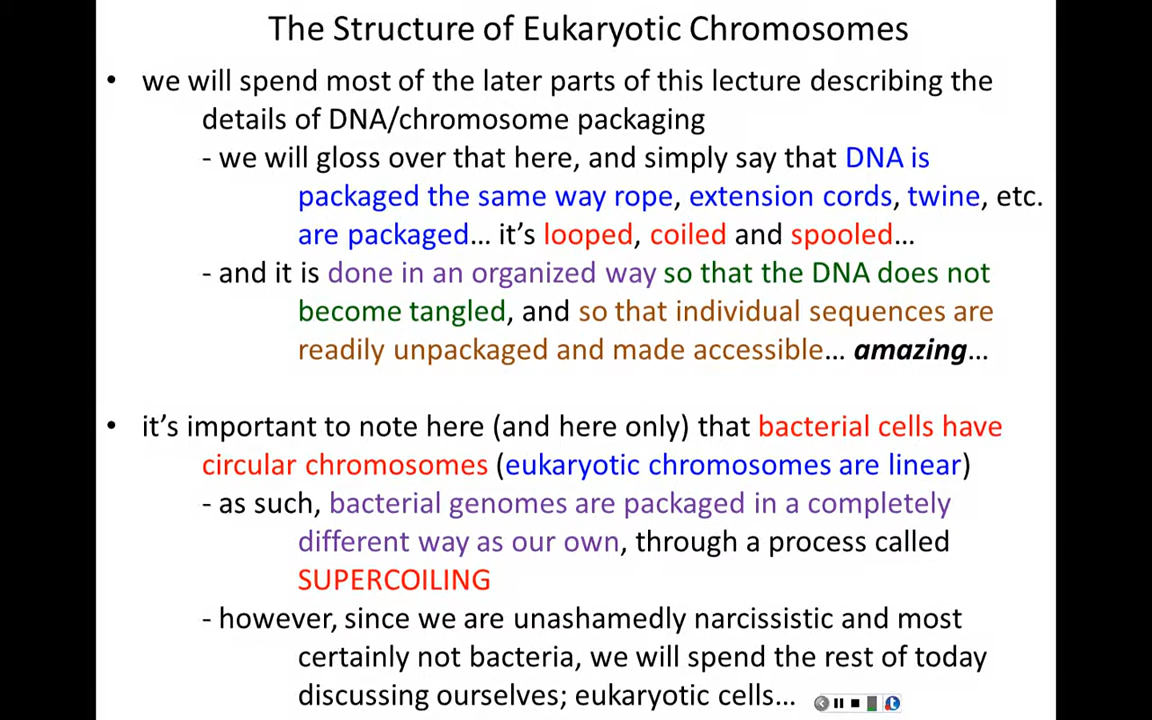 The Structure of Eukaryotic Chromosomes
• we will spend most of the later parts of this lecture describing the
details of DNA/chromosome packaging
- we will gloss over that here, and simply say that DNA is
packaged the same way rope, extension cords, twine, etc.
are packaged... it's looped, coiled and spooled...
- and it is done in an organized way so that the DNA does not
become tangled, and so that individual sequences are
readily unpackaged and made accessible... amazing...
• it's important to note here (and here only) that bacterial cells have
circular chromosomes (eukaryotic chromosomes are linear)
- as such, bacterial genomes are packaged in a completely
different way as our own, through a process called
SUPERCOILING
- however, since we are unashamedly narcissistic and most
certainly not bacteria, we will spend the rest of today
discussing ourselves; eukaryotic cells...